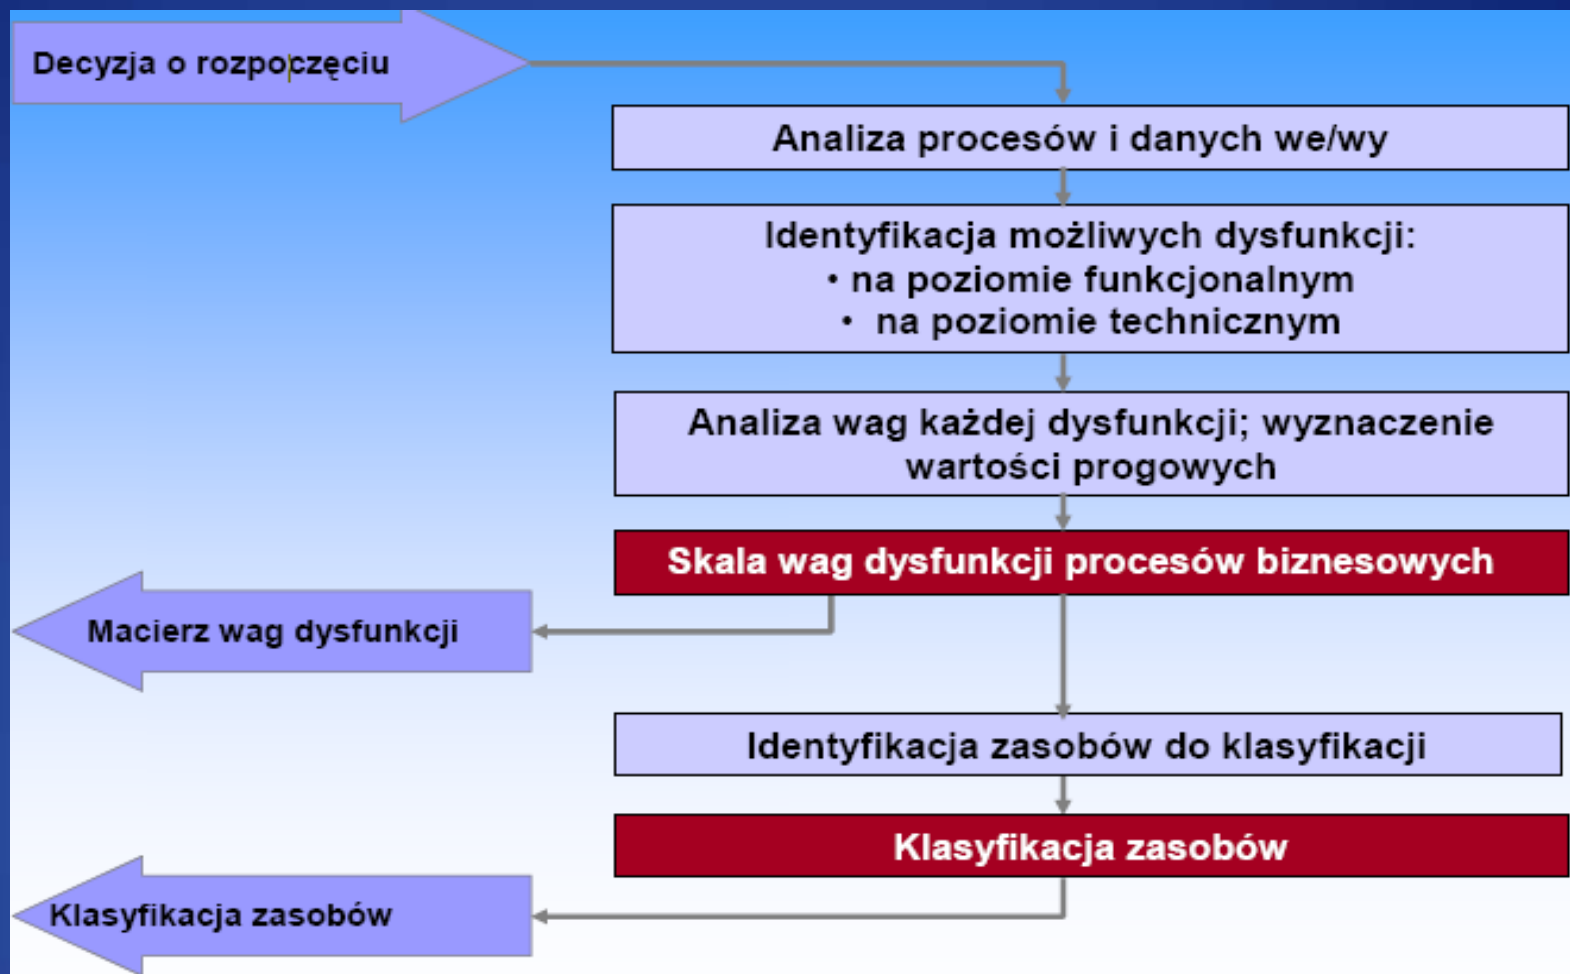 Decyzja o rozpoczęciu
Analiza procesów i danych we/wy
Identyfikacja możliwych dysfunkcji:
• na poziomie funkcjonalnym
• na poziomie technicznym
Analiza wag każdej dysfunkcji; wyznaczenie
wartości progowych
Skala wag dysfunkcji procesów biznesowych
Macierz wag dysfunkcji
Identyfikacja zasobów do klasyfikacji
Klasyfikacja zasobów
Klasyfikacja zasobów